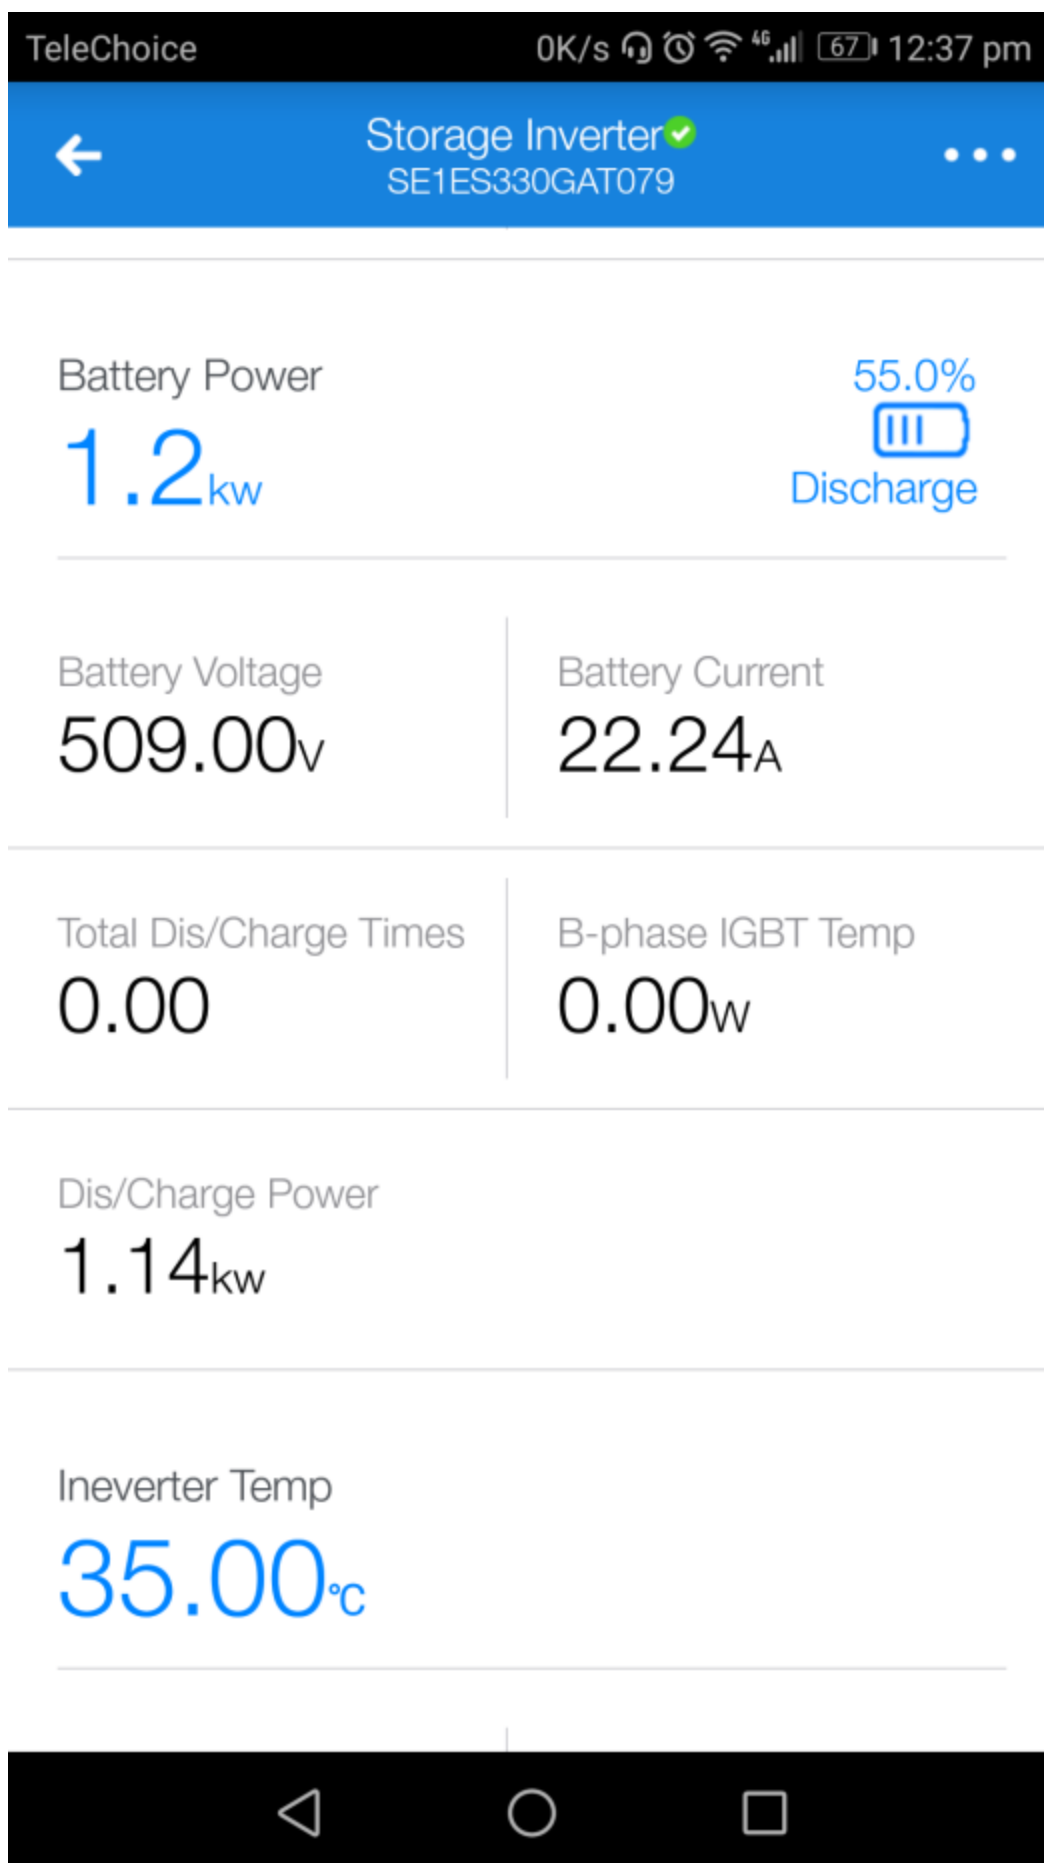 TeleChoice 0K/s 4G 67 12:37 pm
Storage Inverter
SE1ES330GAT079
Battery Power 55.0%
1.2kw
Discharge
Battery Voltage Battery Current
509.00V 22.24A
Total Dis/Charge Times B-phase IGBT Temp
0.00 0.00W
Dis/Charge Power
1.14kw
Ineverter Temp
35.00℃